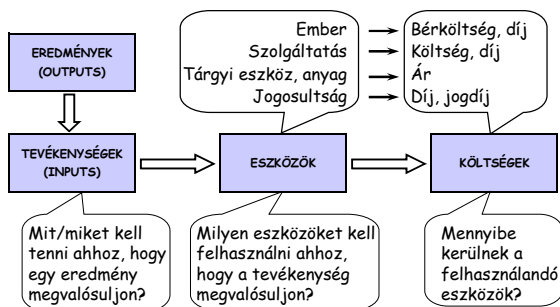 EREDMÉNYEK
(OUTPUTS)
Ember
Szolgáltatás
Tárgyi eszköz, anyag
Jogosultság
Bérköltség, díj
Költség, díj
Ár
Díj, jogdíj
TEVÉKENYSÉGEK
(INPUTS)
ESZKÖZÖK
KÖLTSÉGEK
Mit/miket kell
tenni ahhoz, hogy
egy eredmény
megvalósuljon?
Milyen eszközöket kell
felhasználni ahhoz,
hogy a tevékenység
megvalósuljon?
Mennyibe
kerülnek a
felhasználandó
eszközök?